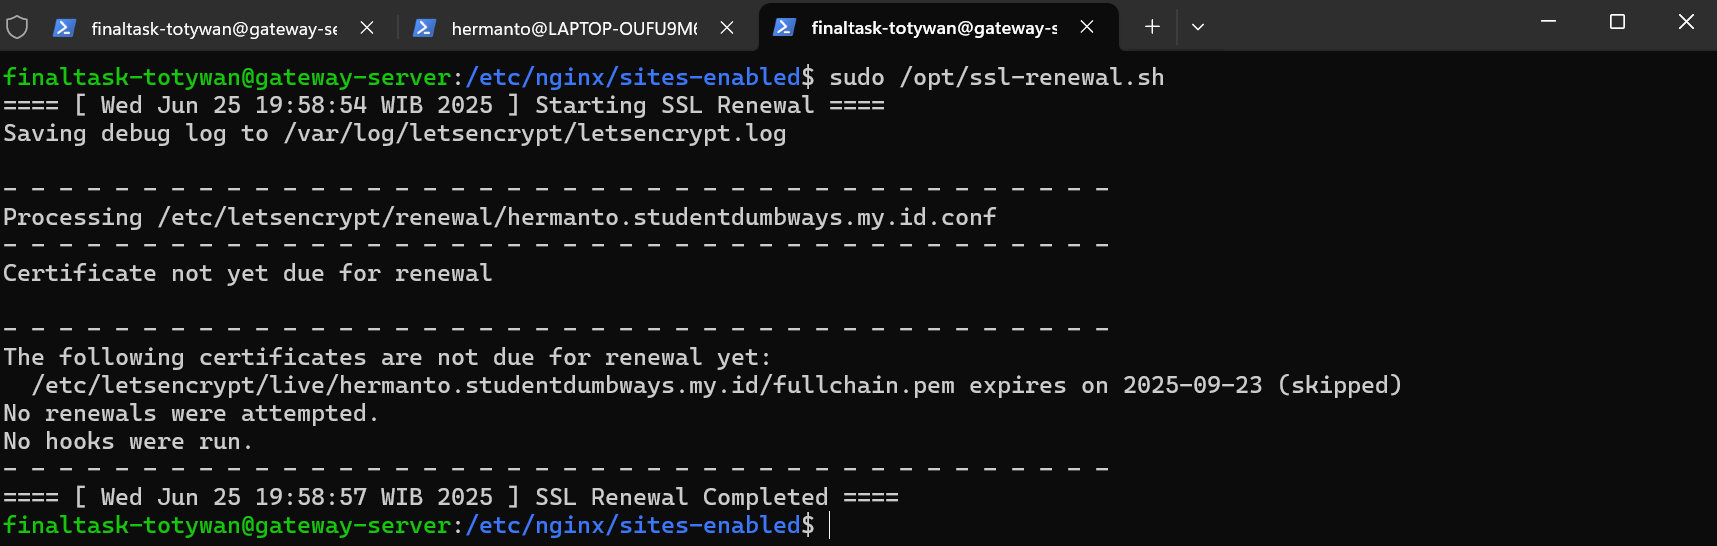 finaltask-totywan@gateway-se
hermanto@LAPTOP-OUFU9M6
finaltask-totywan@gateway-s
finaltask-totywan@gateway-server:/etc/nginx/sites-enabled$ sudo /opt/ssl-renewal.sh
==== [ Wed Jun 25 19:58:54 WIB 2025 ] Starting SSL Renewal ====
Saving debug log to /var/log/letsencrypt/letsencrypt.log
- - - - - - - - - - - - - - - - - - - - - - - - - - - - - - - - - - - - - - - -
Processing /etc/letsencrypt/renewal/hermanto.studentdumbways.my.id.conf
- - - - - - - - - - - - - - - - - - - - - - - - - - - - - - - - - - - - - - - -
Certificate not yet due for renewal
- - - - - - - - - - - - - - - - - - - - - - - - - - - - - - - - - - - - - - - -
The following certificates are not due for renewal yet:
  /etc/letsencrypt/live/hermanto.studentdumbways.my.id/fullchain.pem expires on 2025-09-23 (skipped)
No renewals were attempted.
No hooks were run.
- - - - - - - - - - - - - - - - - - - - - - - - - - - - - - - - - - - - - - - -
==== [ Wed Jun 25 19:58:57 WIB 2025 ] SSL Renewal Completed ====
finaltask-totywan@gateway-server:/etc/nginx/sites-enabled$